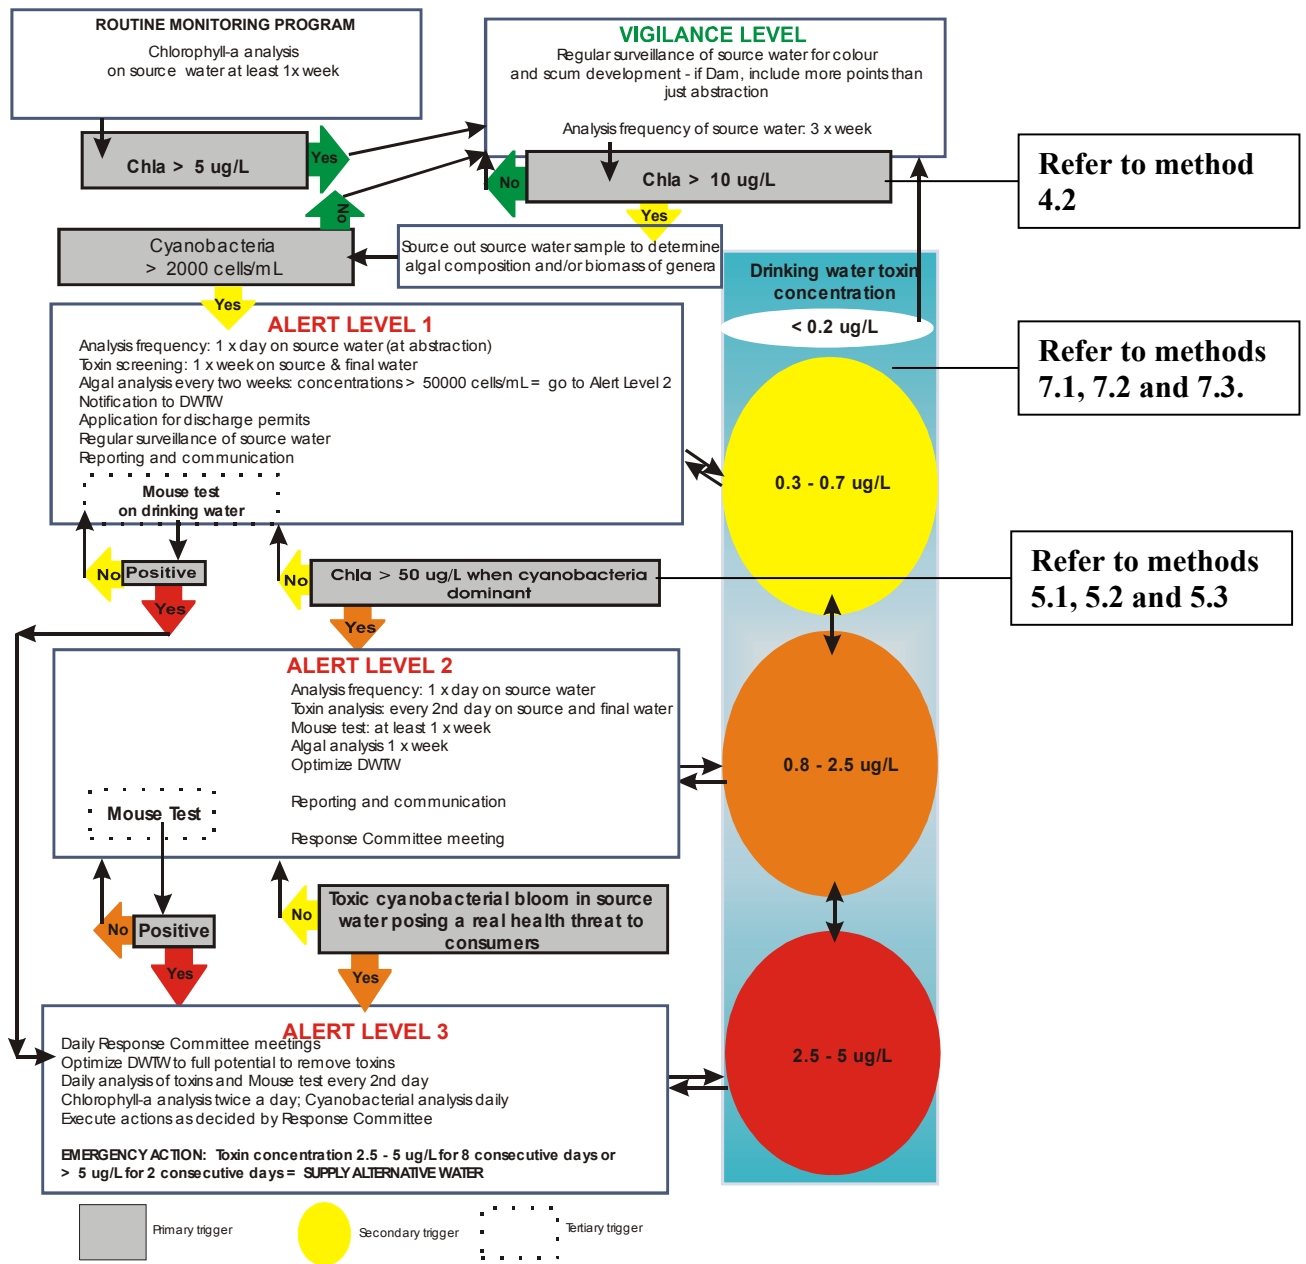 ROUTINE MONITORING PROGRAM
Chlorophyll-a analysis
on source water at least 1x week
VIGILANCE LEVEL
Regular surveillance of source water for colour
and scum development - if Dam, include more points than
just abstraction
Analysis frequency of source water: 3 x week
Chla > 5 ug/L
Yes
No
Chla > 10 ug/L
Yes
Refer to method
4.2
No
Cyanobacteria
> 2000 cells/mL
Source out source water sample to determine
algal composition and/or biomass of genera
Yes
Drinking water toxin
concentration
< 0.2 ug/L
ALERT LEVEL 1
Analysis frequency: 1 x day on source water (at abstraction)
Toxin screening: 1 x week on source & final water
Algal analysis every two weeks: concentrations > 50000 cells/mL = go to Alert Level 2
Notification to DWTW
Application for discharge permits
Regular surveillance of source water
Reporting and communication
Refer to methods
7.1, 7.2 and 7.3.
Mouse test
on drinking water
0.3 - 0.7 ug/L
No
Positive
Yes
No
Chla > 50 ug/L when cyanobacteria
dominant
Yes
Refer to methods
5.1, 5.2 and 5.3
ALERT LEVEL 2
Analysis frequency: 1 x day on source water
Toxin analysis: every 2nd day on source and final water
Mouse test: at least 1 x week
Algal analysis 1 x week
Optimize DWTW
Reporting and communication
Response Committee meeting
0.8 - 2.5 ug/L
Mouse Test
No
Positive
Yes
No
Toxic cyanobacterial bloom in source
water posing a real health threat to
consumers
Yes
ALERT LEVEL 3
Daily Response Committee meetings
Optimize DWTW to full potential to remove toxins
Daily analysis of toxins and Mouse test every 2nd day
Chlorophyll-a analysis twice a day; Cyanobacterial analysis daily
Execute actions as decided by Response Committee
EMERGENCY ACTION: Toxin concentration 2.5 - 5 ug/L for 8 consecutive days or
> 5 ug/L for 2 consecutive days = SUPPLY ALTERNATIVE WATER
2.5 - 5 ug/L
Primary trigger
Secondary trigger
Tertiary trigger